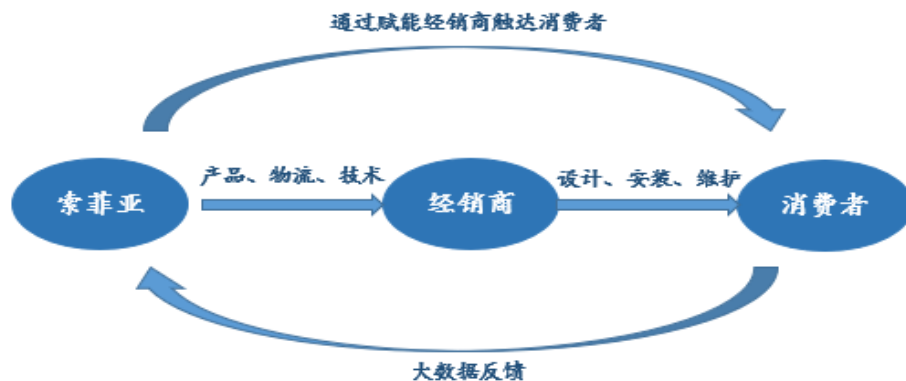 通过赋能经销商触达消费者
产品、物流、技术
设计、安装、维护
索菲亚
经销商
消费者
大数据反馈